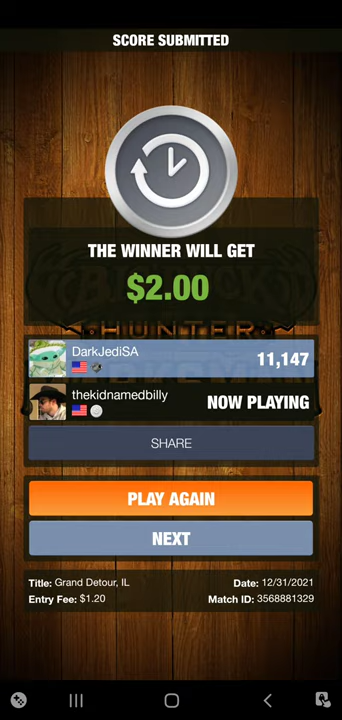 SCORE SUBMITTED
THE WINNER WILL GET
$2.00
HUNTER
DarkJediSA
11,147
thekidnamedbilly
NOW PLAYING
SHARE
PLAY AGAIN
NEXT
Title: Grand Detour, IL Date: 12/31/2021
Entry Fee: $1.20 Match ID: 3568881329